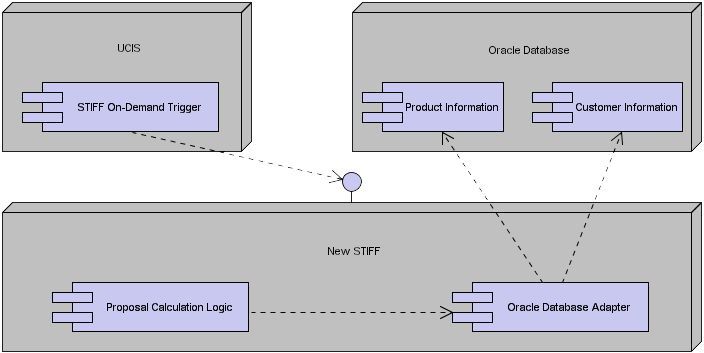 UCIS
STIFF On-Demand Trigger
Oracle Database
Product Information
Customer Information
New STIFF
Proposal Calculation Logic
Oracle Database Adapter